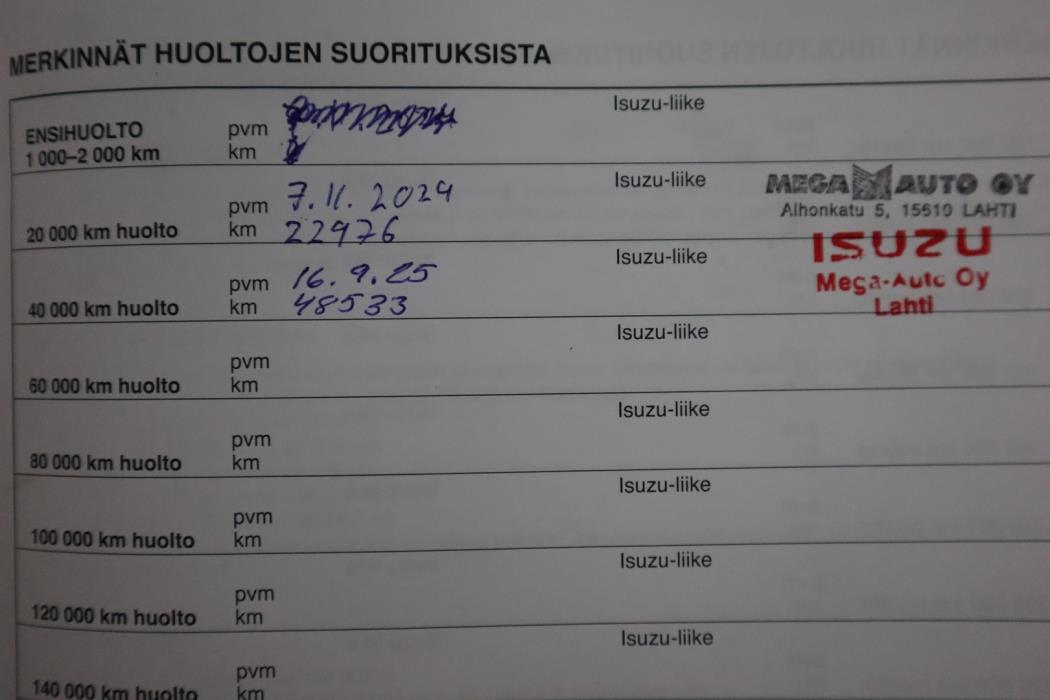 MERKINNÄT HUOLTOJEN SUORITUKSISTA
Isuzu-liike
ENSIHUOLTO pvm
1 000–2 000 km km
Isuzu-liike
MEGA AUTO OY
pvm 7.11.2024
Alhonkatu 5, 15610 LAHTI
20 000 km huolto km 22976
Isuzu-liike
ISUZU
pvm 16.9.25
Mega-Auto Oy
40 000 km huolto km 48533
Lahti
Isuzu-liike
pvm
60 000 km huolto km
Isuzu-liike
pvm
80 000 km huolto km
Isuzu-liike
pvm
100 000 km huolto km
Isuzu-liike
pvm
120 000 km huolto km
Isuzu-liike
pvm
140 000 km huolto km